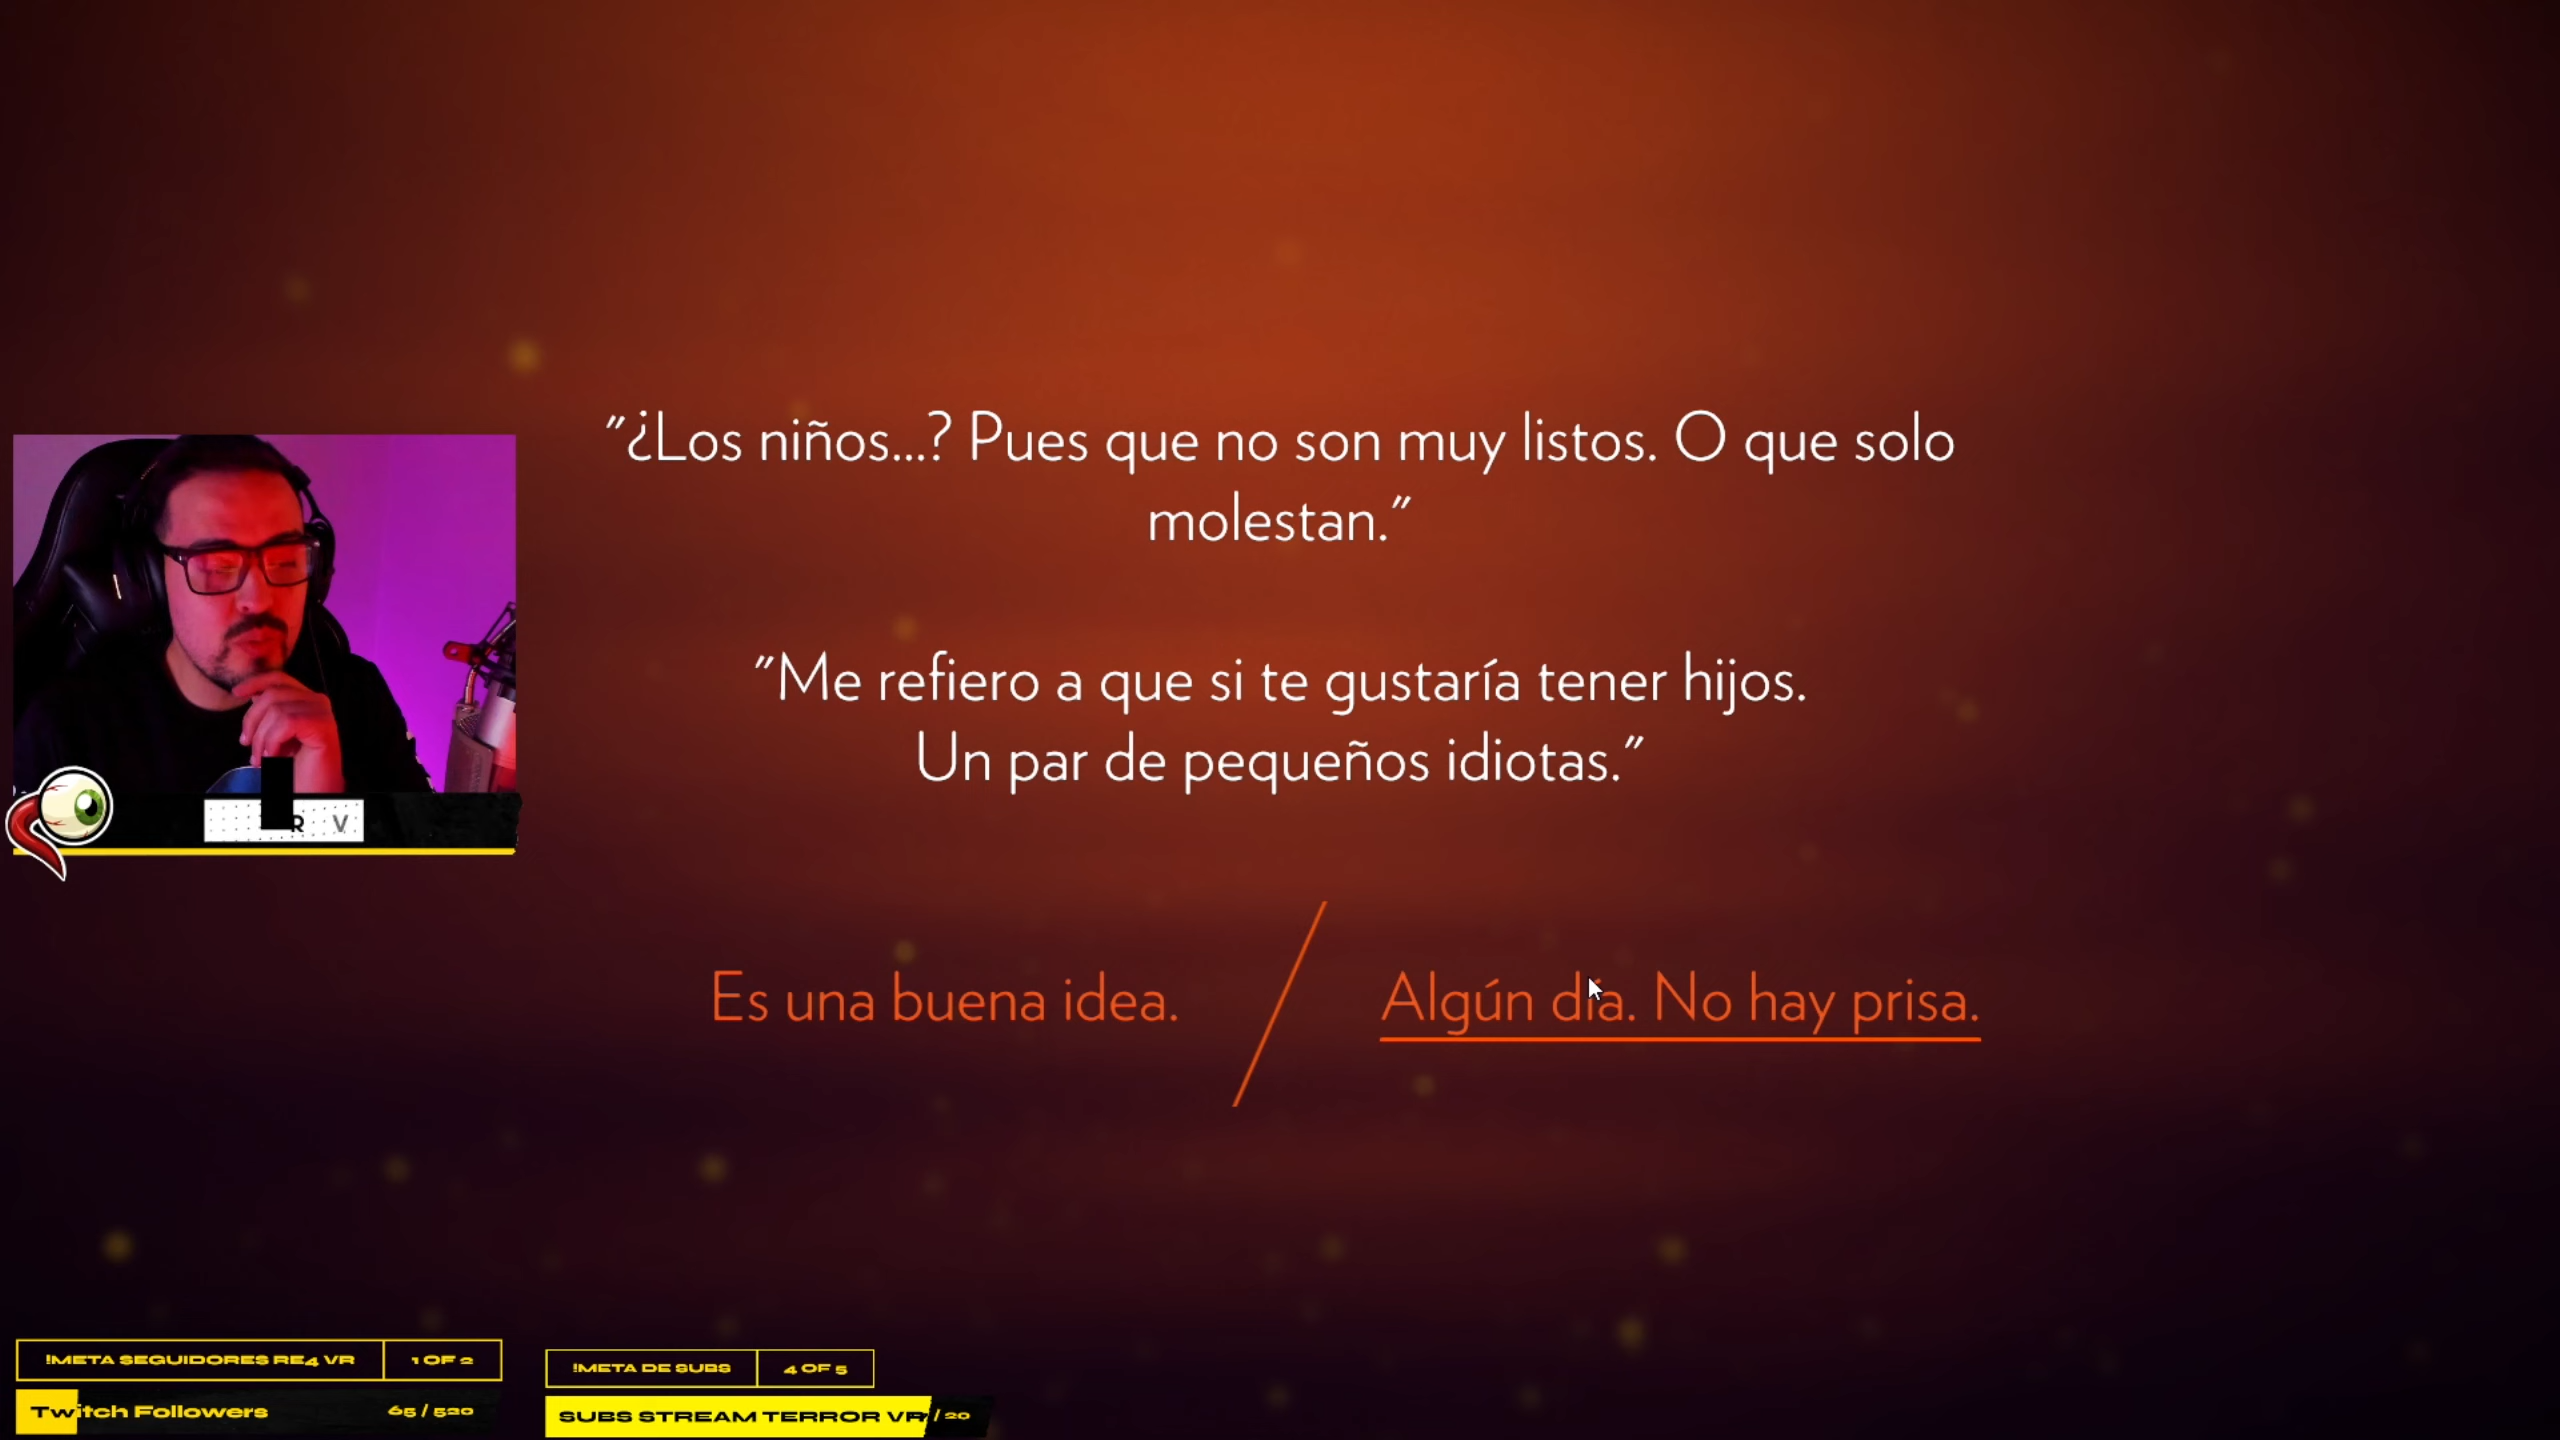 "¿Los niños...? Pues que no son muy listos. O que solo
molestan."
"Me refiero a que si te gustaría tener hijos.
Un par de pequeños idiotas."
Es una buena idea.
Algún día. No hay prisa.
R V
!META SEGUIDORES RE4 VR
1 OF 2
Twitch Followers
65 / 520
!META DE SUBS
4 OF 5
SUBS STREAM TERROR VR
/ 20